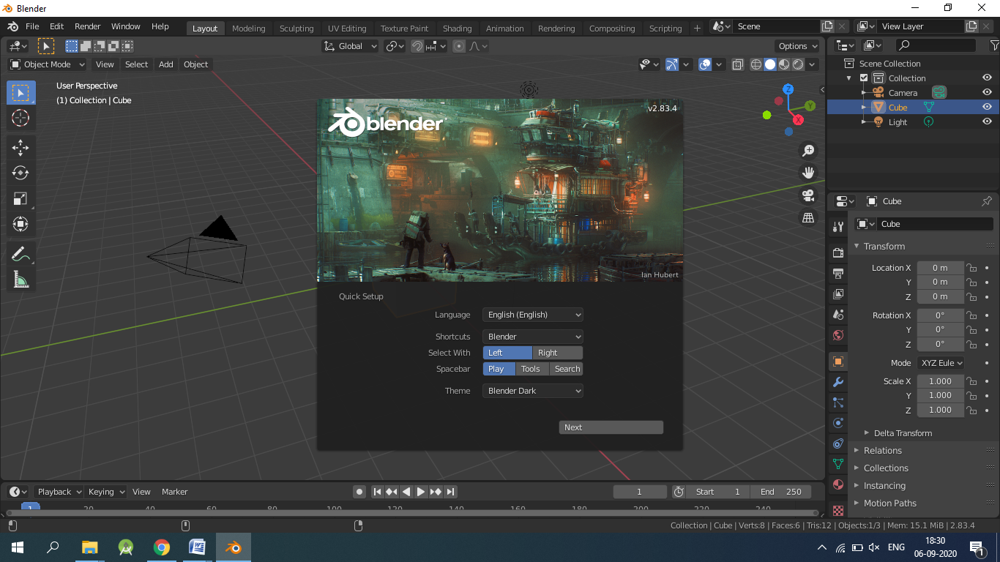 Blender
File Edit Render Window Help Layout Modeling Sculpting UV Editing Texture Paint Shading Animation Rendering Compositing Scripting + Scene View Layer
Global Options
Object Mode View Select Add Object
User Perspective
(1) Collection | Cube
Z
Y
X
Scene Collection
Collection
Camera
Cube
Light
blender
v2.83.4
Ian Hubert
Quick Setup
Language English (English)
Shortcuts Blender
Select With Left Right
Spacebar Play Tools Search
Theme Blender Dark
Next
Cube
Cube
Transform
Location X 0 m
Y 0 m
Z 0 m
Rotation X 0°
Y 0°
Z 0°
Mode XYZ Eule
Scale X 1.000
Y 1.000
Z 1.000
Delta Transform
Relations
Collections
Instancing
Motion Paths
Playback Keying View Marker 1 Start 1 End 250
1 20 40 60 80 100 120 140 160 180 200 220 240
Collection | Cube | Verts:8 | Faces:6 | Tris:12 | Objects:1/3 | Mem: 15.1 MiB | 2.83.4
ENG 18:30
06-09-2020
1